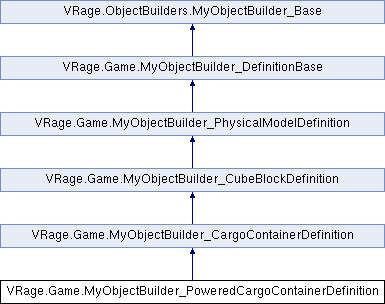 VRage.ObjectBuilders.MyObjectBuilder_Base
VRage.Game.MyObjectBuilder_DefinitionBase
VRage.Game.MyObjectBuilder_PhysicalModelDefinition
VRage.Game.MyObjectBuilder_CubeBlockDefinition
VRage.Game.MyObjectBuilder_CargoContainerDefinition
VRage.Game.MyObjectBuilder_PoweredCargoContainerDefinition